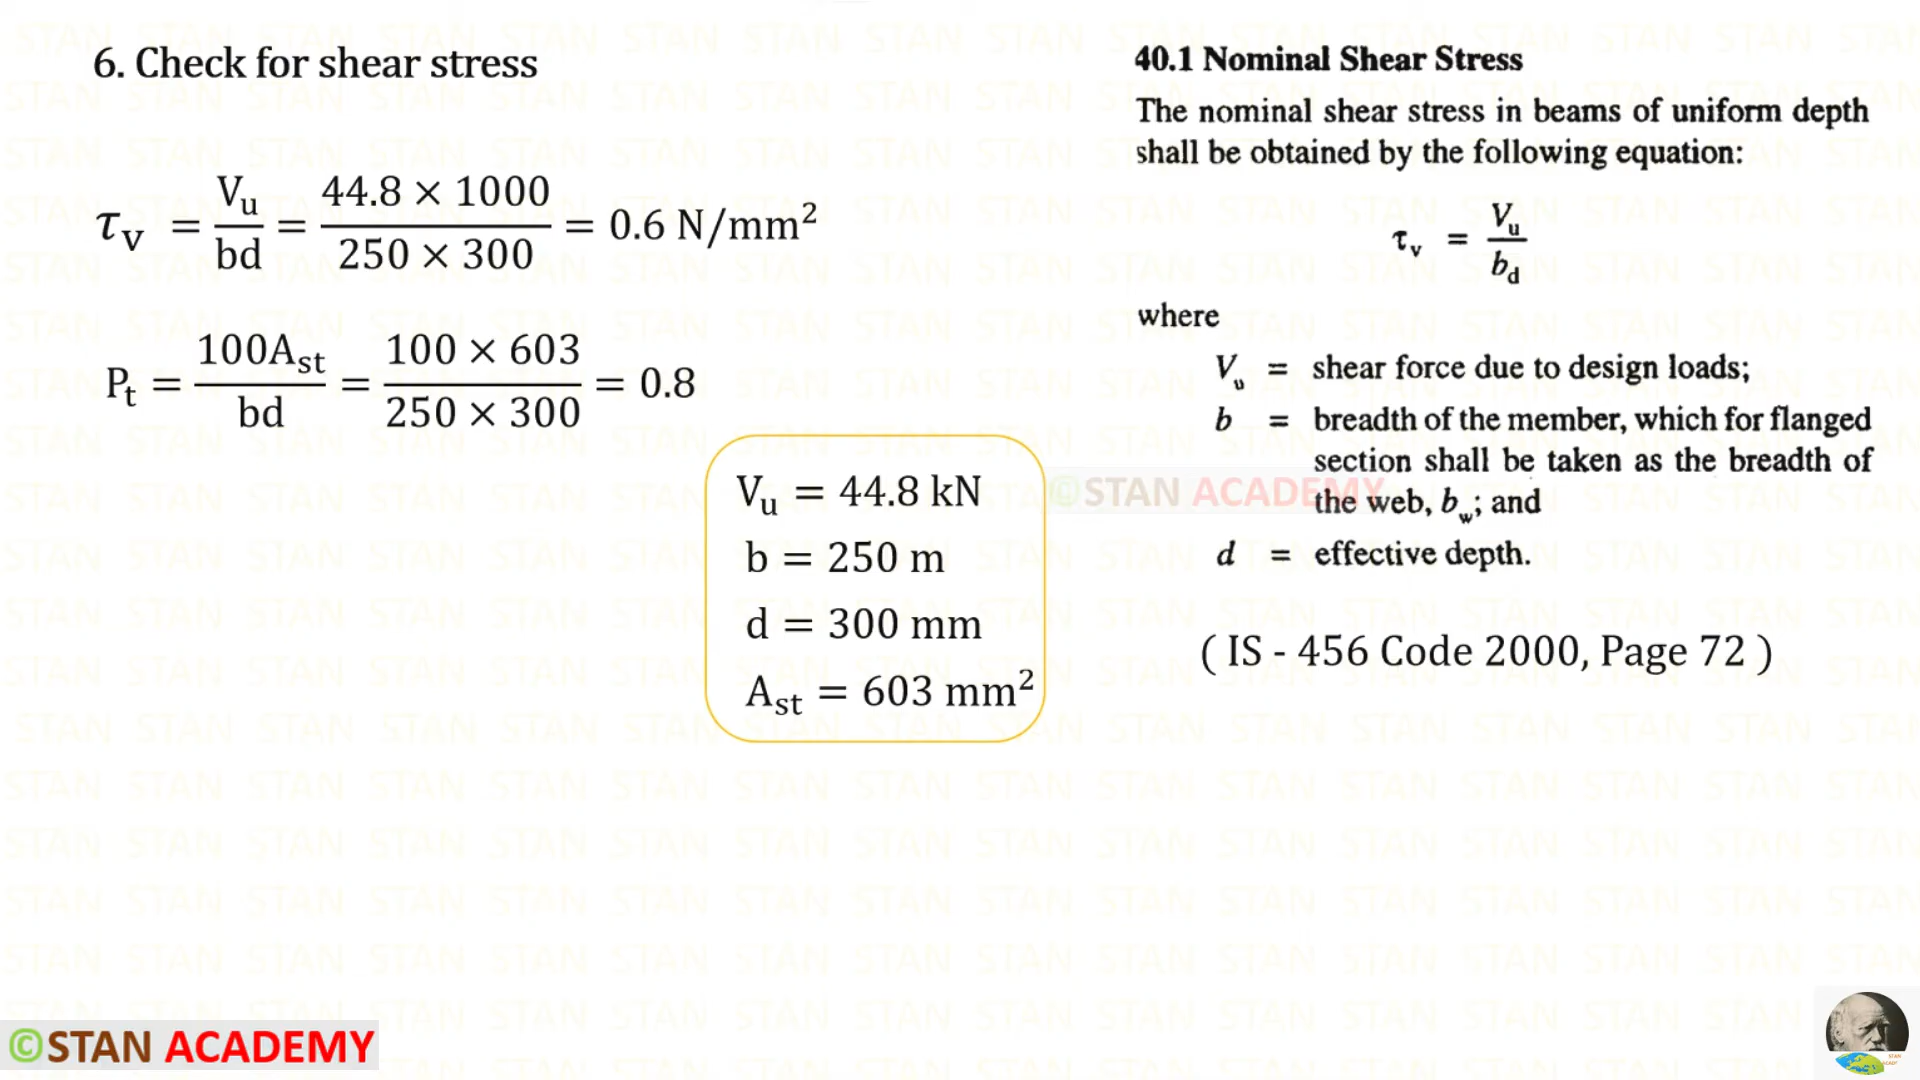 6. Check for shear stress
τv = Vu/bd = 44.8 × 1000/250 × 300 = 0.6 N/mm²
Pt = 100Ast/bd = 100 × 603/250 × 300 = 0.8
Vu = 44.8 kN
b = 250 m
d = 300 mm
Ast = 603 mm²
40.1 Nominal Shear Stress
The nominal shear stress in beams of uniform depth
shall be obtained by the following equation:
τv = Vu/bd
where
Vu = shear force due to design loads;
b = breadth of the member, which for flanged
section shall be taken as the breadth of
the web, bw; and
d = effective depth.
( IS - 456 Code 2000, Page 72 )
©STAN ACADEMY
©STAN ACADEMY